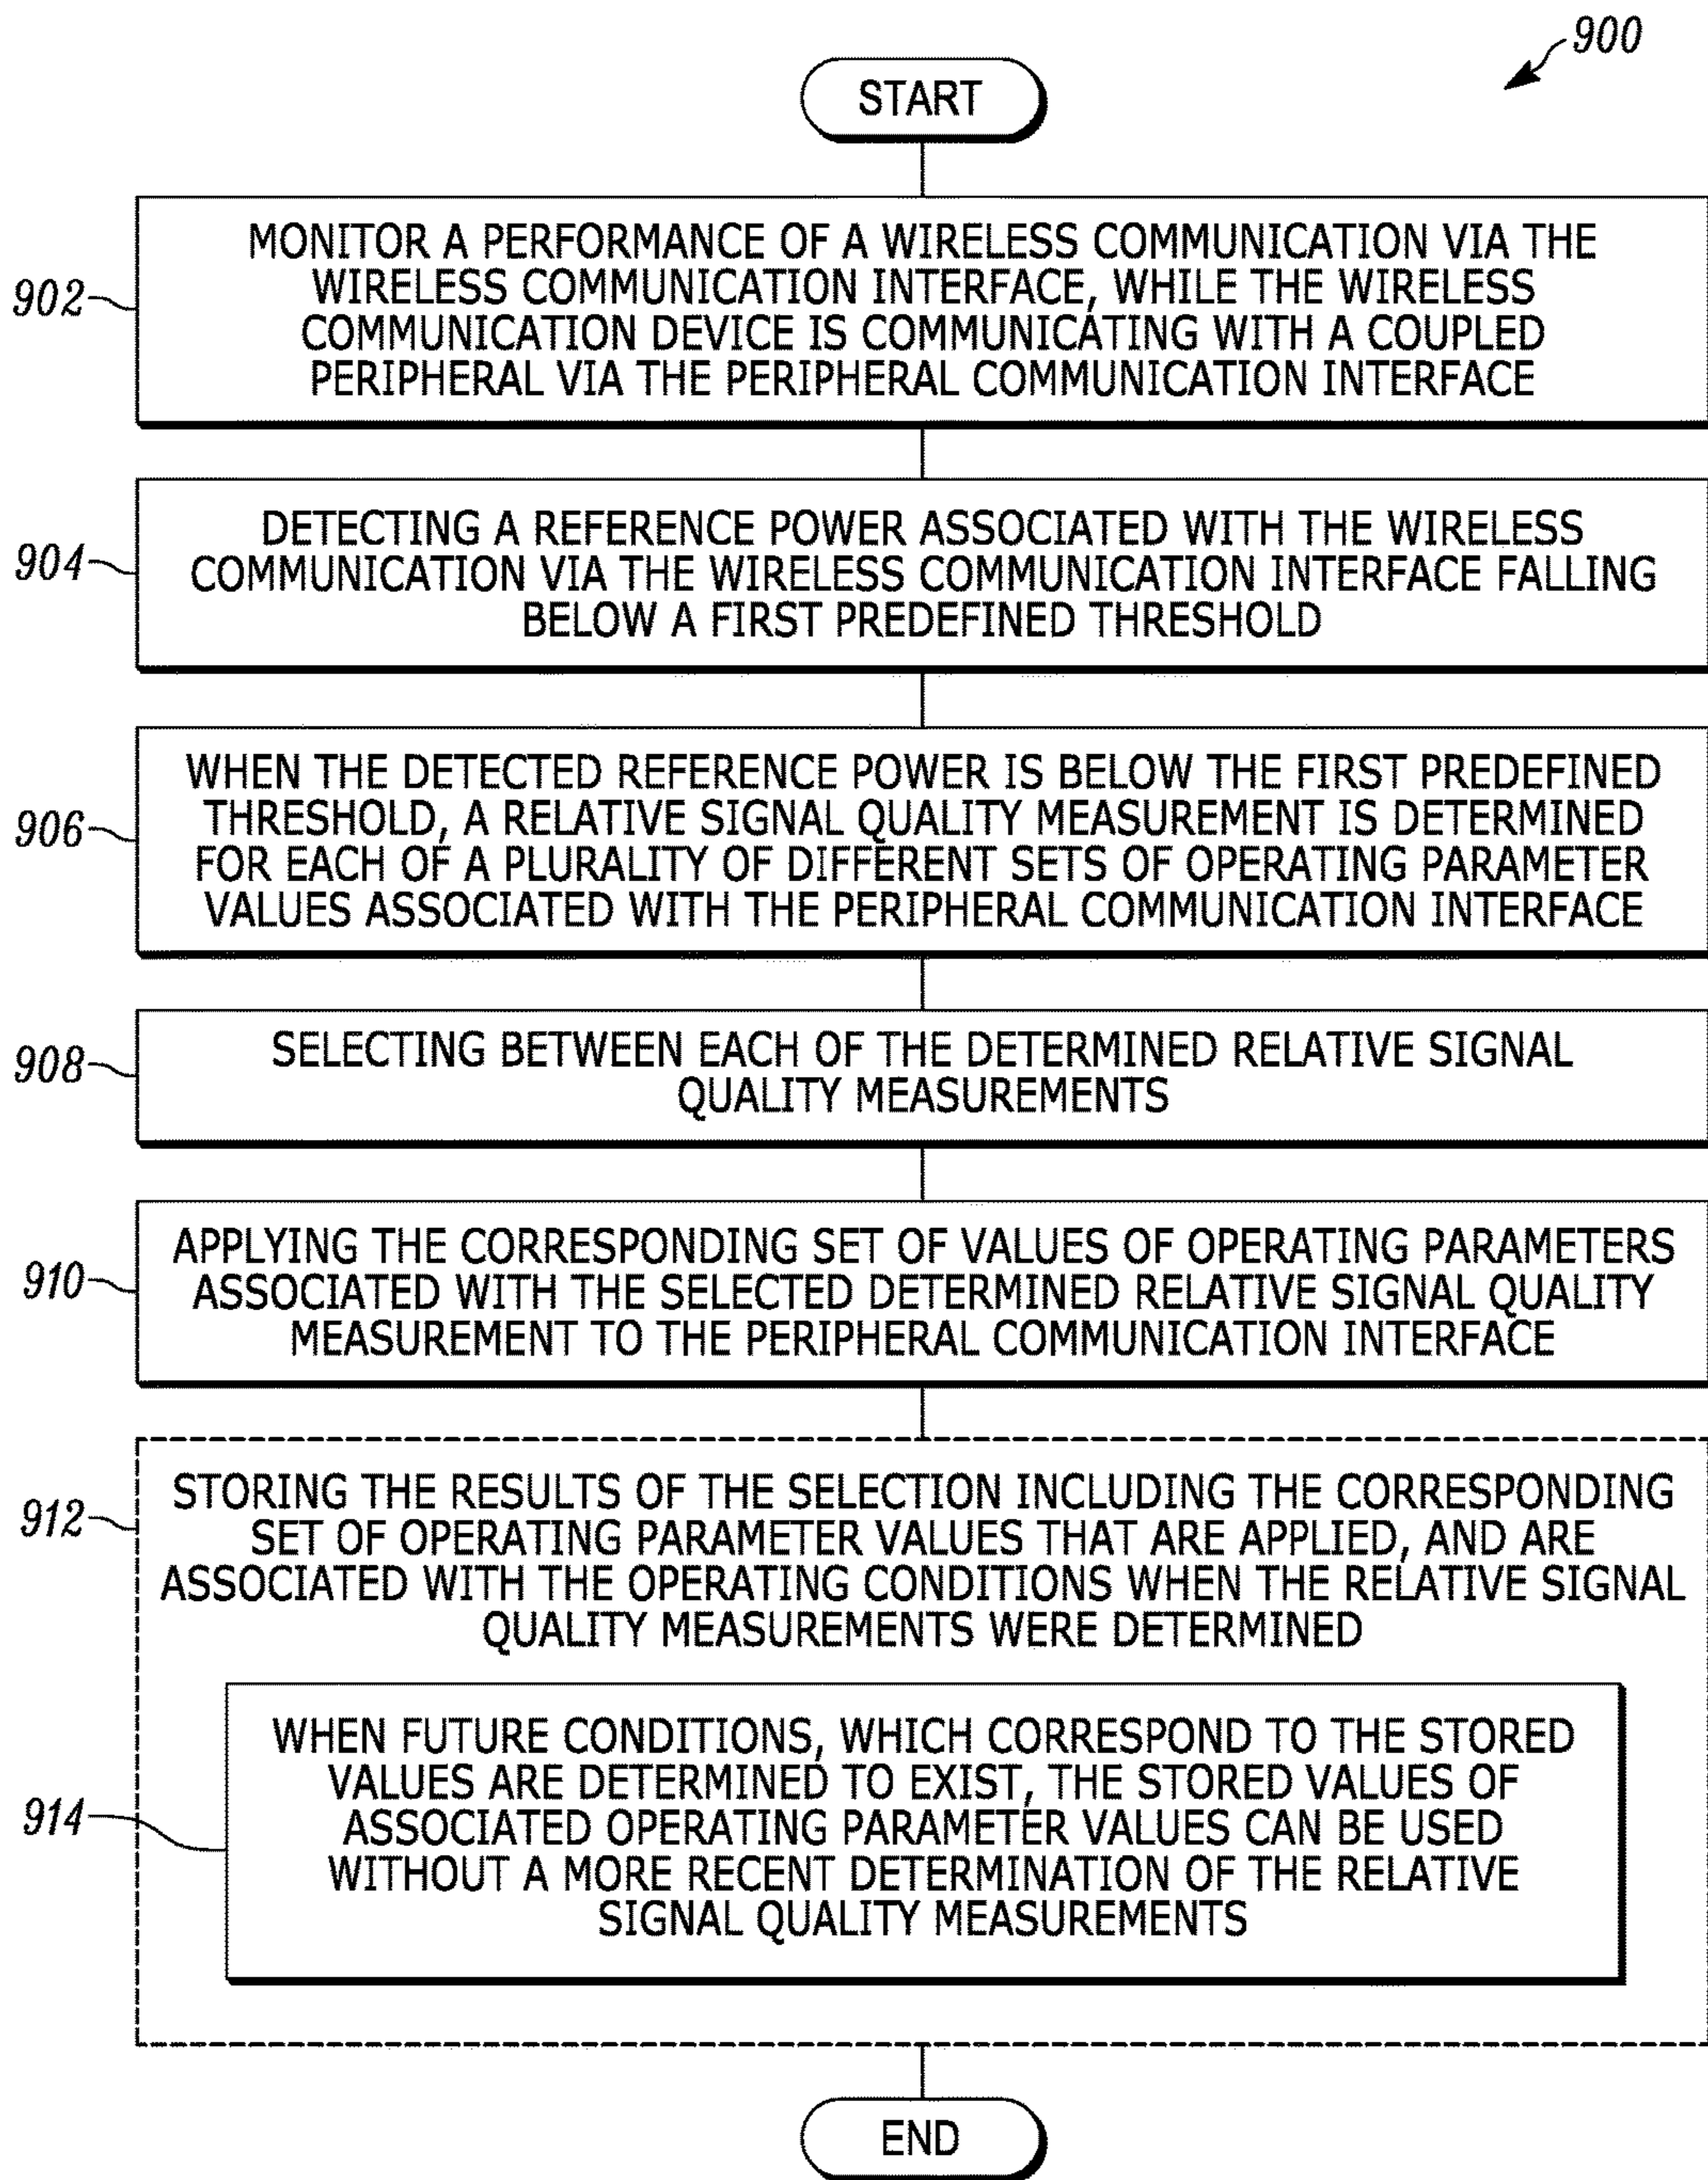 900
START
902
MONITOR A PERFORMANCE OF A WIRELESS COMMUNICATION VIA THE
WIRELESS COMMUNICATION INTERFACE, WHILE THE WIRELESS
COMMUNICATION DEVICE IS COMMUNICATING WITH A COUPLED
PERIPHERAL VIA THE PERIPHERAL COMMUNICATION INTERFACE
904
DETECTING A REFERENCE POWER ASSOCIATED WITH THE WIRELESS
COMMUNICATION VIA THE WIRELESS COMMUNICATION INTERFACE FALLING
BELOW A FIRST PREDEFINED THRESHOLD
906
WHEN THE DETECTED REFERENCE POWER IS BELOW THE FIRST PREDEFINED
THRESHOLD, A RELATIVE SIGNAL QUALITY MEASUREMENT IS DETERMINED
FOR EACH OF A PLURALITY OF DIFFERENT SETS OF OPERATING PARAMETER
VALUES ASSOCIATED WITH THE PERIPHERAL COMMUNICATION INTERFACE
908
SELECTING BETWEEN EACH OF THE DETERMINED RELATIVE SIGNAL
QUALITY MEASUREMENTS
910
APPLYING THE CORRESPONDING SET OF VALUES OF OPERATING PARAMETERS
ASSOCIATED WITH THE SELECTED DETERMINED RELATIVE SIGNAL QUALITY
MEASUREMENT TO THE PERIPHERAL COMMUNICATION INTERFACE
912
STORING THE RESULTS OF THE SELECTION INCLUDING THE CORRESPONDING
SET OF OPERATING PARAMETER VALUES THAT ARE APPLIED, AND ARE
ASSOCIATED WITH THE OPERATING CONDITIONS WHEN THE RELATIVE SIGNAL
QUALITY MEASUREMENTS WERE DETERMINED
914
WHEN FUTURE CONDITIONS, WHICH CORRESPOND TO THE STORED
VALUES ARE DETERMINED TO EXIST, THE STORED VALUES OF
ASSOCIATED OPERATING PARAMETER VALUES CAN BE USED
WITHOUT A MORE RECENT DETERMINATION OF THE RELATIVE
SIGNAL QUALITY MEASUREMENTS
END